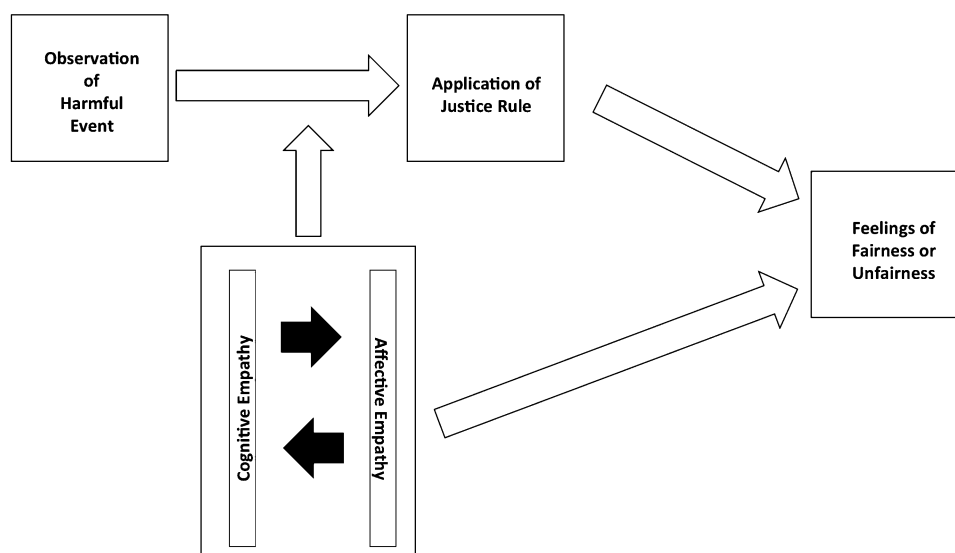 Observation
of
Harmful
Event
Application of
Justice Rule
Feelings of
Fairness or
Unfairness
Cognitive Empathy
Affective Empathy